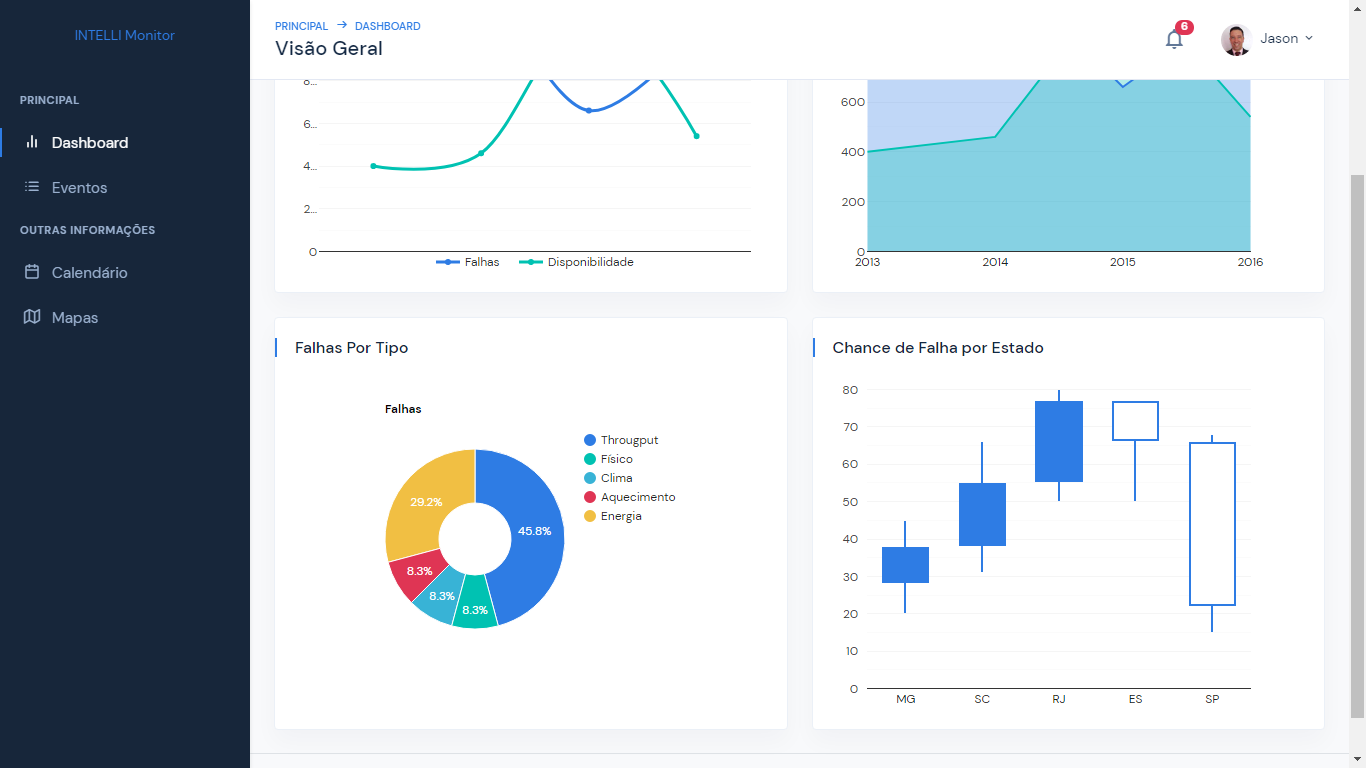 INTELLI Monitor
PRINCIPAL
Dashboard
Eventos
OUTRAS INFORMAÇÕES
Calendário
Mapas
PRINCIPAL → DASHBOARD
Visão Geral
6
Jason
8...
6...
4...
2...
0
Falhas Disponibilidade
600
400
200
0
2013 2014 2015 2016
Falhas Por Tipo
Falhas
Througput
Físico
Clima
Aquecimento
Energia
29.2%
45.8%
8.3%
8.3%
8.3%
Chance de Falha por Estado
80
70
60
50
40
30
20
10
0
MG SC RJ ES SP